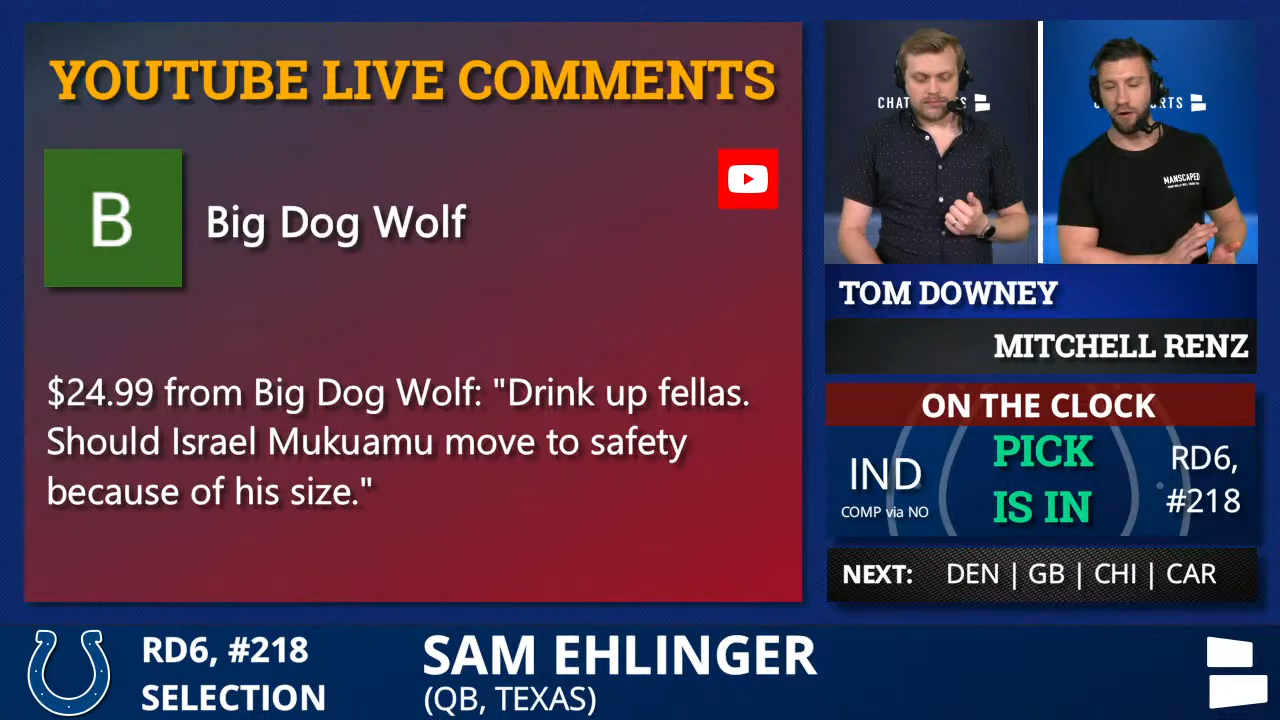 YOUTUBE LIVE COMMENTS
B
Big Dog Wolf
$24.99 from Big Dog Wolf: "Drink up fellas.
Should Israel Mukuamu move to safety
because of his size."
CHAT
MANSCAPED
TOM DOWNEY
MITCHELL RENZ
ON THE CLOCK
IND
COMP via NO
PICK
IS IN
RD6,
#218
NEXT: DEN | GB | CHI | CAR
RD6, #218
SELECTION
SAM EHLINGER
(QB, TEXAS)